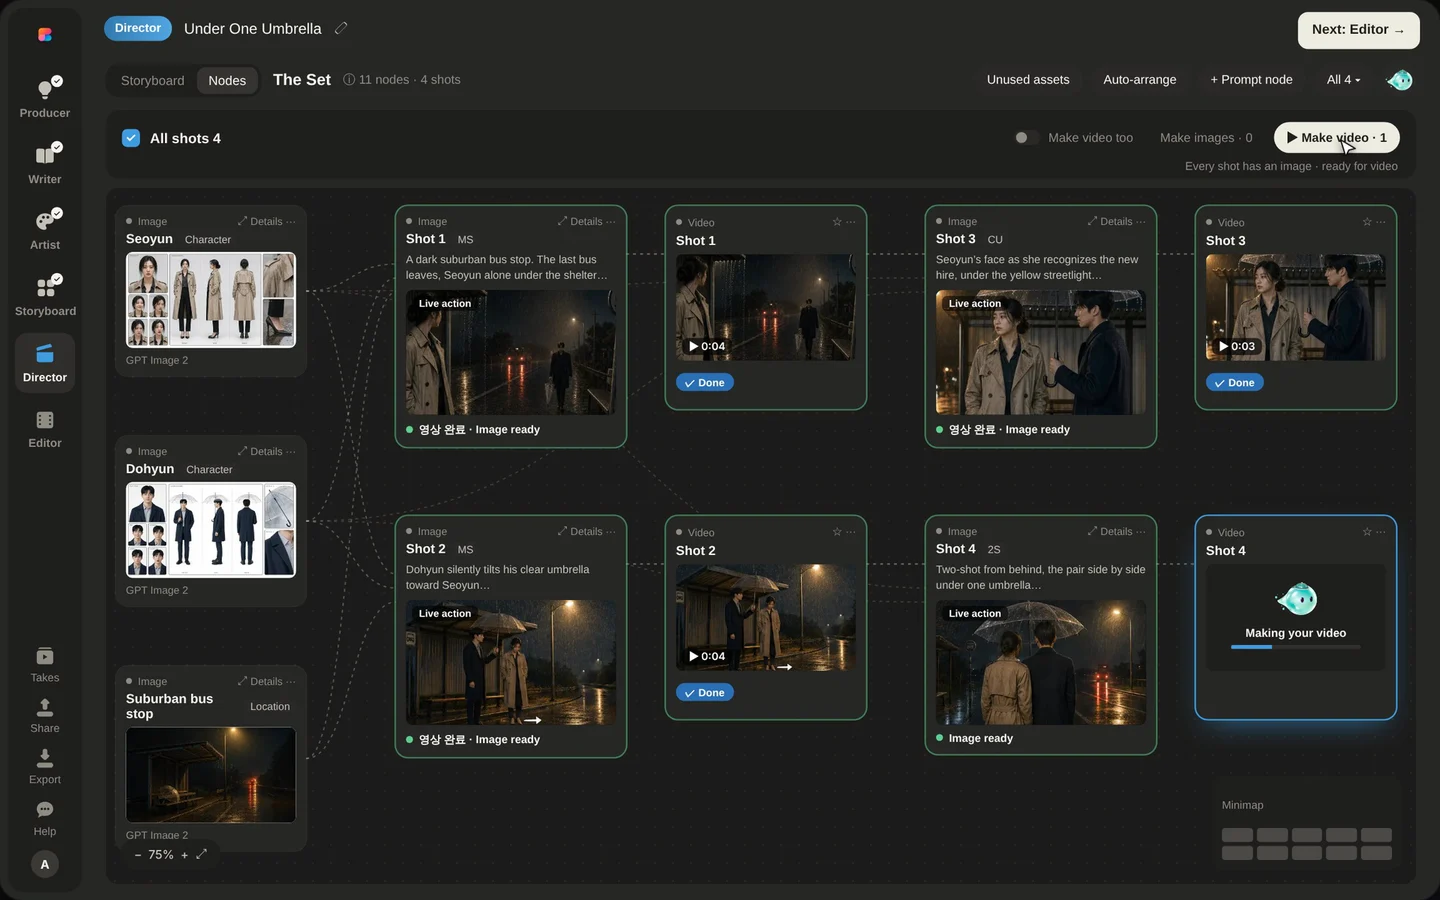 Director
Under One Umbrella
Next: Editor →
Producer
Writer
Artist
Storyboard
Director
Editor
Takes
Share
Export
Help
A
Storyboard
Nodes
The Set
11 nodes · 4 shots
Unused assets
Auto-arrange
+ Prompt node
All 4
All shots 4
Make video too
Make images · 0
Make video · 1
Every shot has an image · ready for video
Image
Details ···
Seoyun Character
GPT Image 2
Image
Details ···
Dohyun Character
GPT Image 2
Image
Details ···
Suburban bus
stop
Location
GPT Image 2
− 75% +
Image
Details ···
Shot 1 MS
A dark suburban bus stop. The last bus
leaves, Seoyun alone under the shelter…
Live action
영상 완료 · Image ready
Video
Shot 1
0:04
✓ Done
Image
Details ···
Shot 3 CU
Seoyun’s face as she recognizes the new
hire, under the yellow streetlight…
Live action
영상 완료 · Image ready
Video
Shot 3
0:03
✓ Done
Image
Details ···
Shot 2 MS
Dohyun silently tilts his clear umbrella
toward Seoyun…
Live action
영상 완료 · Image ready
Video
Shot 2
0:04
✓ Done
Image
Details ···
Shot 4 2S
Two-shot from behind, the pair side by side
under one umbrella…
Live action
Image ready
Video
Shot 4
Making your video
Minimap